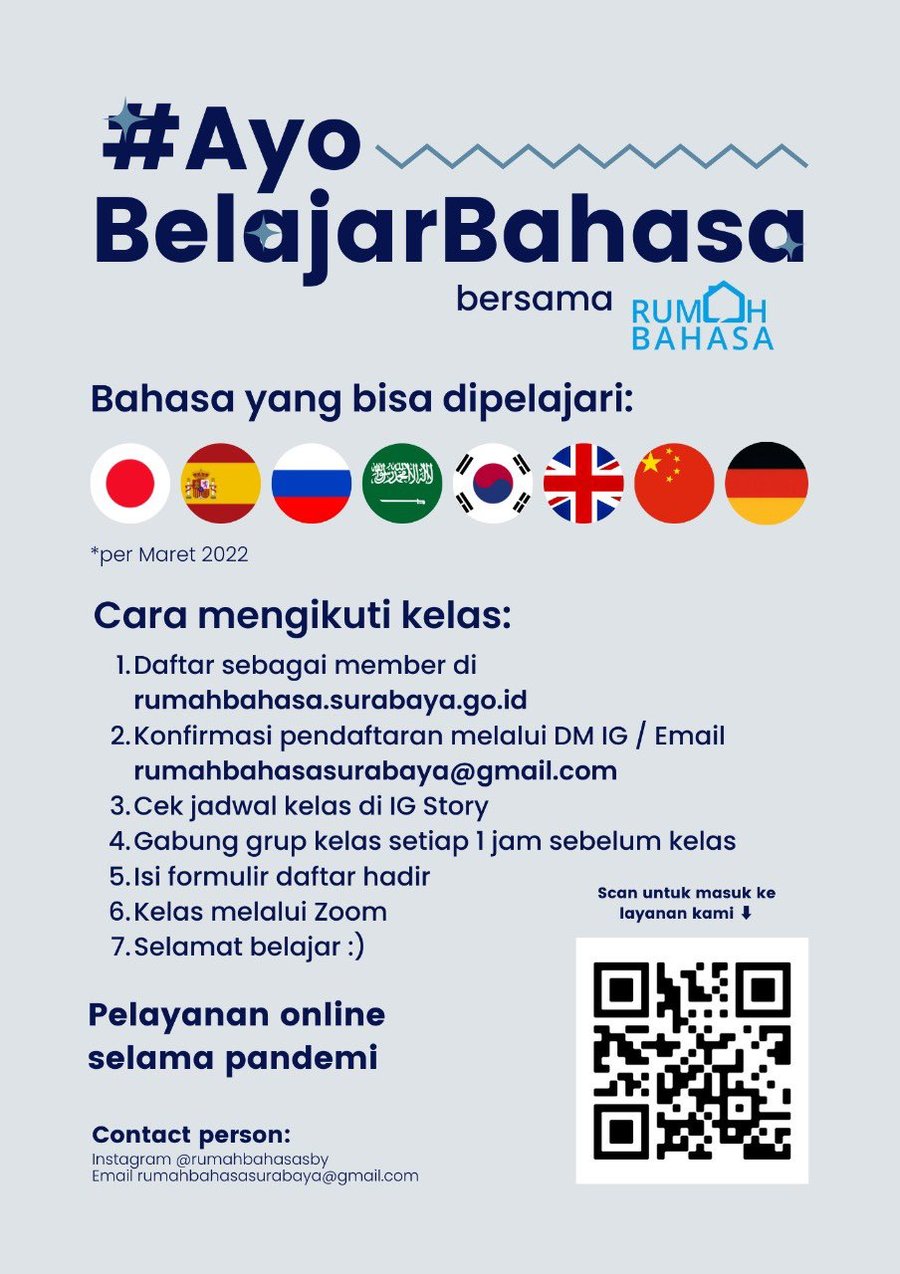 #Ayo
BelajarBahasa
bersama
RUMAH
BAHASA
Bahasa yang bisa dipelajari:
*per Maret 2022
Cara mengikuti kelas:
1. Daftar sebagai member di
rumahbahasa.surabaya.go.id
2. Konfirmasi pendaftaran melalui DM IG / Email
rumahbahasasurabaya@gmail.com
3. Cek jadwal kelas di IG Story
4. Gabung grup kelas setiap 1 jam sebelum kelas
5. Isi formulir daftar hadir
6. Kelas melalui Zoom
7. Selamat belajar :)
Scan untuk masuk ke
layanan kami ⬇
Pelayanan online
selama pandemi
Contact person:
Instagram @rumahbahasasby
Email rumahbahasasurabaya@gmail.com